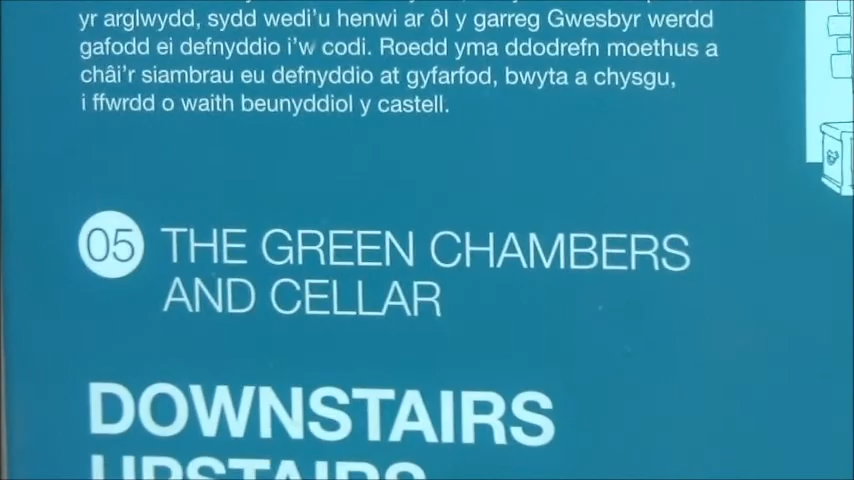 yr arglwydd, sydd wedi'u henwi ar ôl y garreg Gwesbyr werdd
gafodd ei defnyddio i'w codi. Roedd yma ddodrefn moethus a
châi'r siambrau eu defnyddio at gyfarfod, bwyta a chysgu,
i ffwrdd o waith beunyddiol y castell.
05 THE GREEN CHAMBERS
AND CELLAR
DOWNSTAIRS
UPSTAIRS